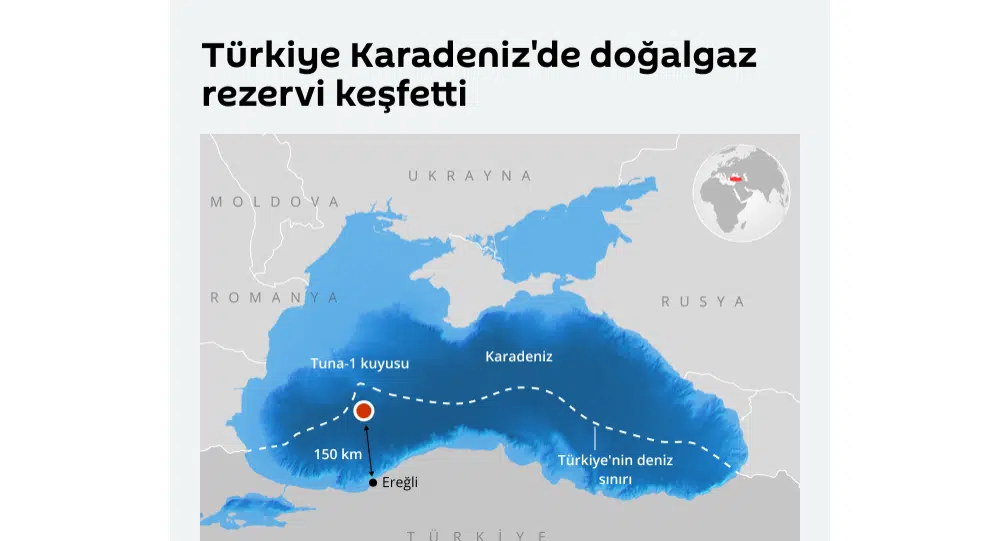 Türkiye Karadeniz'de doğalgaz
rezervi keşfetti
UKRAYNA
MOLDOVA
ROMANYA
RUSYA
Tuna-1 kuyusu
Karadeniz
150 km
Türkiye'nin deniz
sınırı
Ereğli
TÜRKİYE